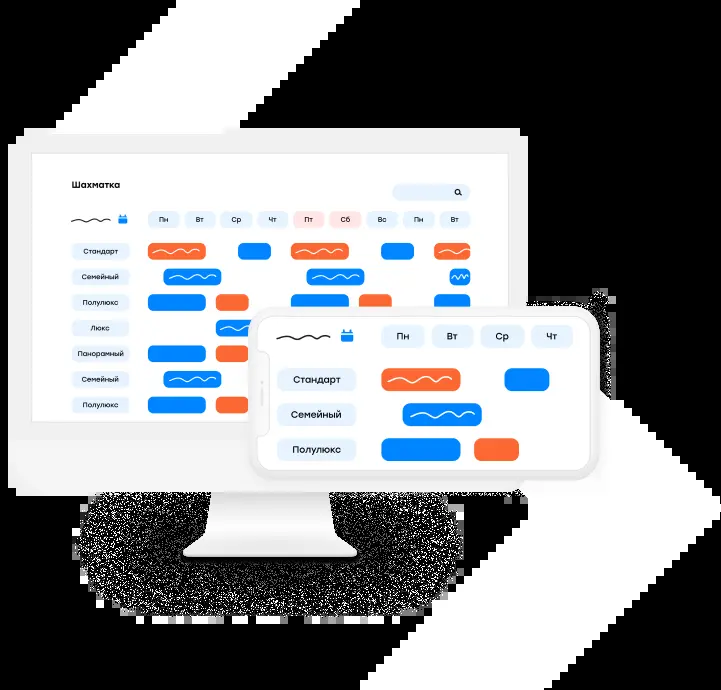 Шахматка
Пн Вт Ср Чт Пт Сб Вс Пн Вт
Стандарт
Семейный
Полулюкс
Люкс
Панорамный
Семейный
Полулюкс
Пн Вт Ср Чт
Стандарт
Семейный
Полулюкс